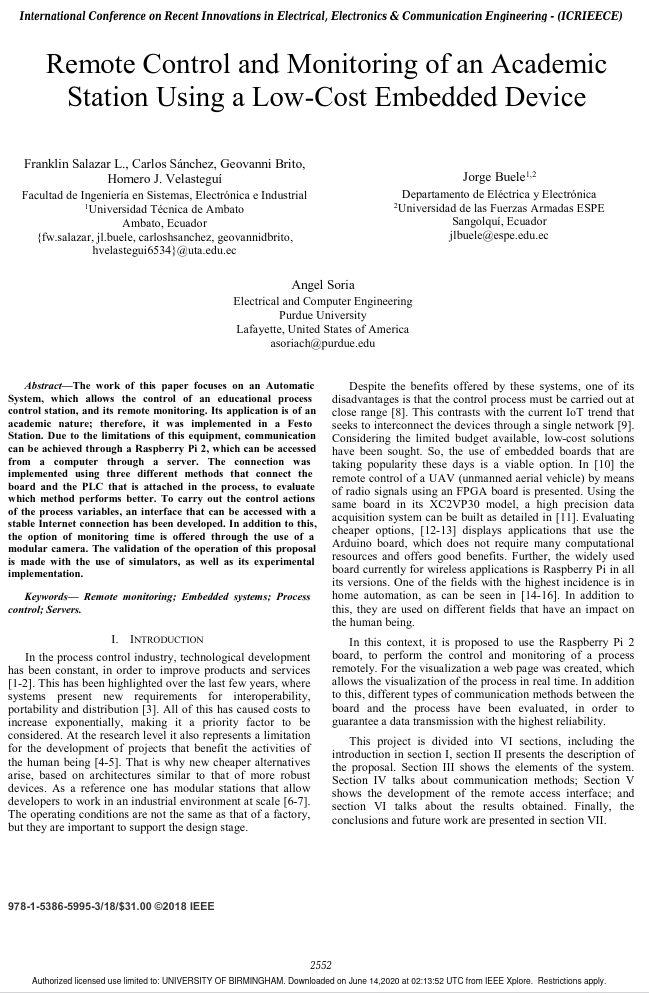 International Conference on Recent Innovations in Electrical, Electronics & Communication Engineering - (ICRIEECE)
Remote Control and Monitoring of an Academic
Station Using a Low-Cost Embedded Device
Franklin Salazar L., Carlos Sánchez, Geovanni Brito,
Homero J. Velasteguí
Facultad de Ingeniería en Sistemas, Electrónica e Industrial
¹Universidad Técnica de Ambato
Ambato, Ecuador
{fw.salazar, jl.buele, carloshsanchez, geovannidbrito,
hvelastegui6534}@uta.edu.ec
Jorge Buele¹,²
Departamento de Eléctrica y Electrónica
²Universidad de las Fuerzas Armadas ESPE
Sangolquí, Ecuador
jlbuele@espe.edu.ec
Angel Soria
Electrical and Computer Engineering
Purdue University
Lafayette, United States of America
asoriach@purdue.edu
Abstract—The work of this paper focuses on an Automatic
System, which allows the control of an educational process
control station, and its remote monitoring. Its application is of an
academic nature; therefore, it was implemented in a Festo
Station. Due to the limitations of this equipment, communication
can be achieved through a Raspberry Pi 2, which can be accessed
from a computer through a server. The connection was
implemented using three different methods that connect the
board and the PLC that is attached in the process, to evaluate
which method performs better. To carry out the control actions
of the process variables, an interface that can be accessed with a
stable Internet connection has been developed. In addition to this,
the option of monitoring time is offered through the use of a
modular camera. The validation of the operation of this proposal
is made with the use of simulators, as well as its experimental
implementation.
Keywords— Remote monitoring; Embedded systems; Process
control; Servers.
I. INTRODUCTION
In the process control industry, technological development
has been constant, in order to improve products and services
[1-2]. This has been highlighted over the last few years, where
systems present new requirements for interoperability,
portability and distribution [3]. All of this has caused costs to
increase exponentially, making it a priority factor to be
considered. At the research level it also represents a limitation
for the development of projects that benefit the activities of
the human being [4-5]. That is why new cheaper alternatives
arise, based on architectures similar to that of more robust
devices. As a reference one has modular stations that allow
developers to work in an industrial environment at scale [6-7].
The operating conditions are not the same as that of a factory,
but they are important to support the design stage.
Despite the benefits offered by these systems, one of its
disadvantages is that the control process must be carried out at
close range [8]. This contrasts with the current IoT trend that
seeks to interconnect the devices through a single network [9].
Considering the limited budget available, low-cost solutions
have been sought. So, the use of embedded boards that are
taking popularity these days is a viable option. In [10] the
remote control of a UAV (unmanned aerial vehicle) by means
of radio signals using an FPGA board is presented. Using the
same board in its XC2VP30 model, a high precision data
acquisition system can be built as detailed in [11]. Evaluating
cheaper options, [12-13] displays applications that use the
Arduino board, which does not require many computational
resources and offers good benefits. Further, the widely used
board currently for wireless applications is Raspberry Pi in all
its versions. One of the fields with the highest incidence is in
home automation, as can be seen in [14-16]. In addition to
this, they are used on different fields that have an impact on
the human being.
In this context, it is proposed to use the Raspberry Pi 2
board, to perform the control and monitoring of a process
remotely. For the visualization a web page was created, which
allows the visualization of the process in real time. In addition
to this, different types of communication methods between the
board and the process have been evaluated, in order to
guarantee a data transmission with the highest reliability.
This project is divided into VI sections, including the
introduction in section I, section II presents the description of
the proposal. Section III shows the elements of the system.
Section IV talks about communication methods; Section V
shows the development of the remote access interface; and
section VI talks about the results obtained. Finally, the
conclusions and future work are presented in section VII.
978-1-5386-5995-3/18/$31.00 ©2018 IEEE
2552
Authorized licensed use limited to: UNIVERSITY OF BIRMINGHAM. Downloaded on June 14,2020 at 02:13:52 UTC from IEEE Xplore. Restrictions apply.